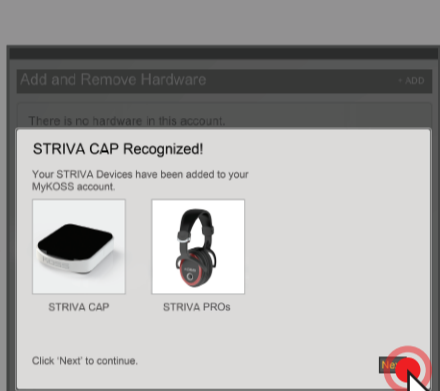 Add and Remove Hardware
+ ADD
There is no hardware in this account.
STRIVA CAP Recognized!
Your STRIVA Devices have been added to your
MyKOSS account.
STRIVA CAP
STRIVA PROs
Click 'Next' to continue.